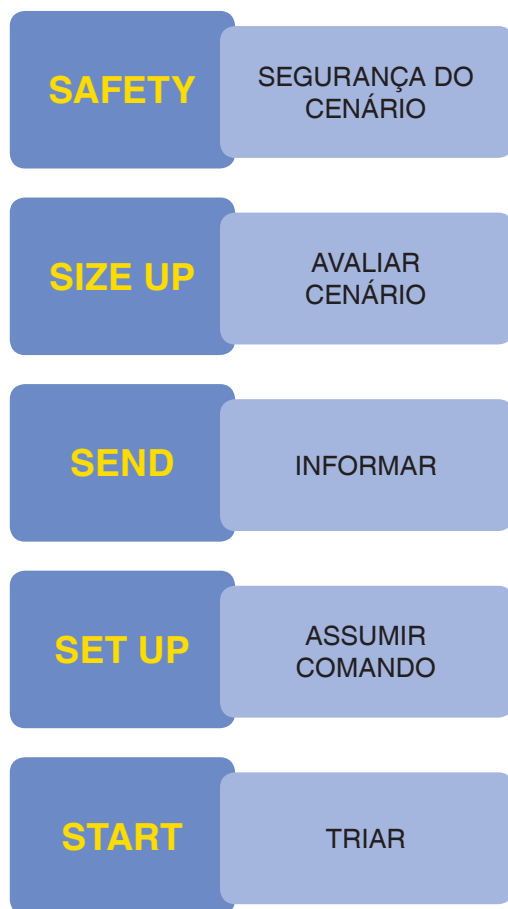 SAFETY
SEGURANÇA DO
CENÁRIO
SIZE UP
AVALIAR
CENÁRIO
SEND
INFORMAR
SET UP
ASSUMIR
COMANDO
START
TRIAR